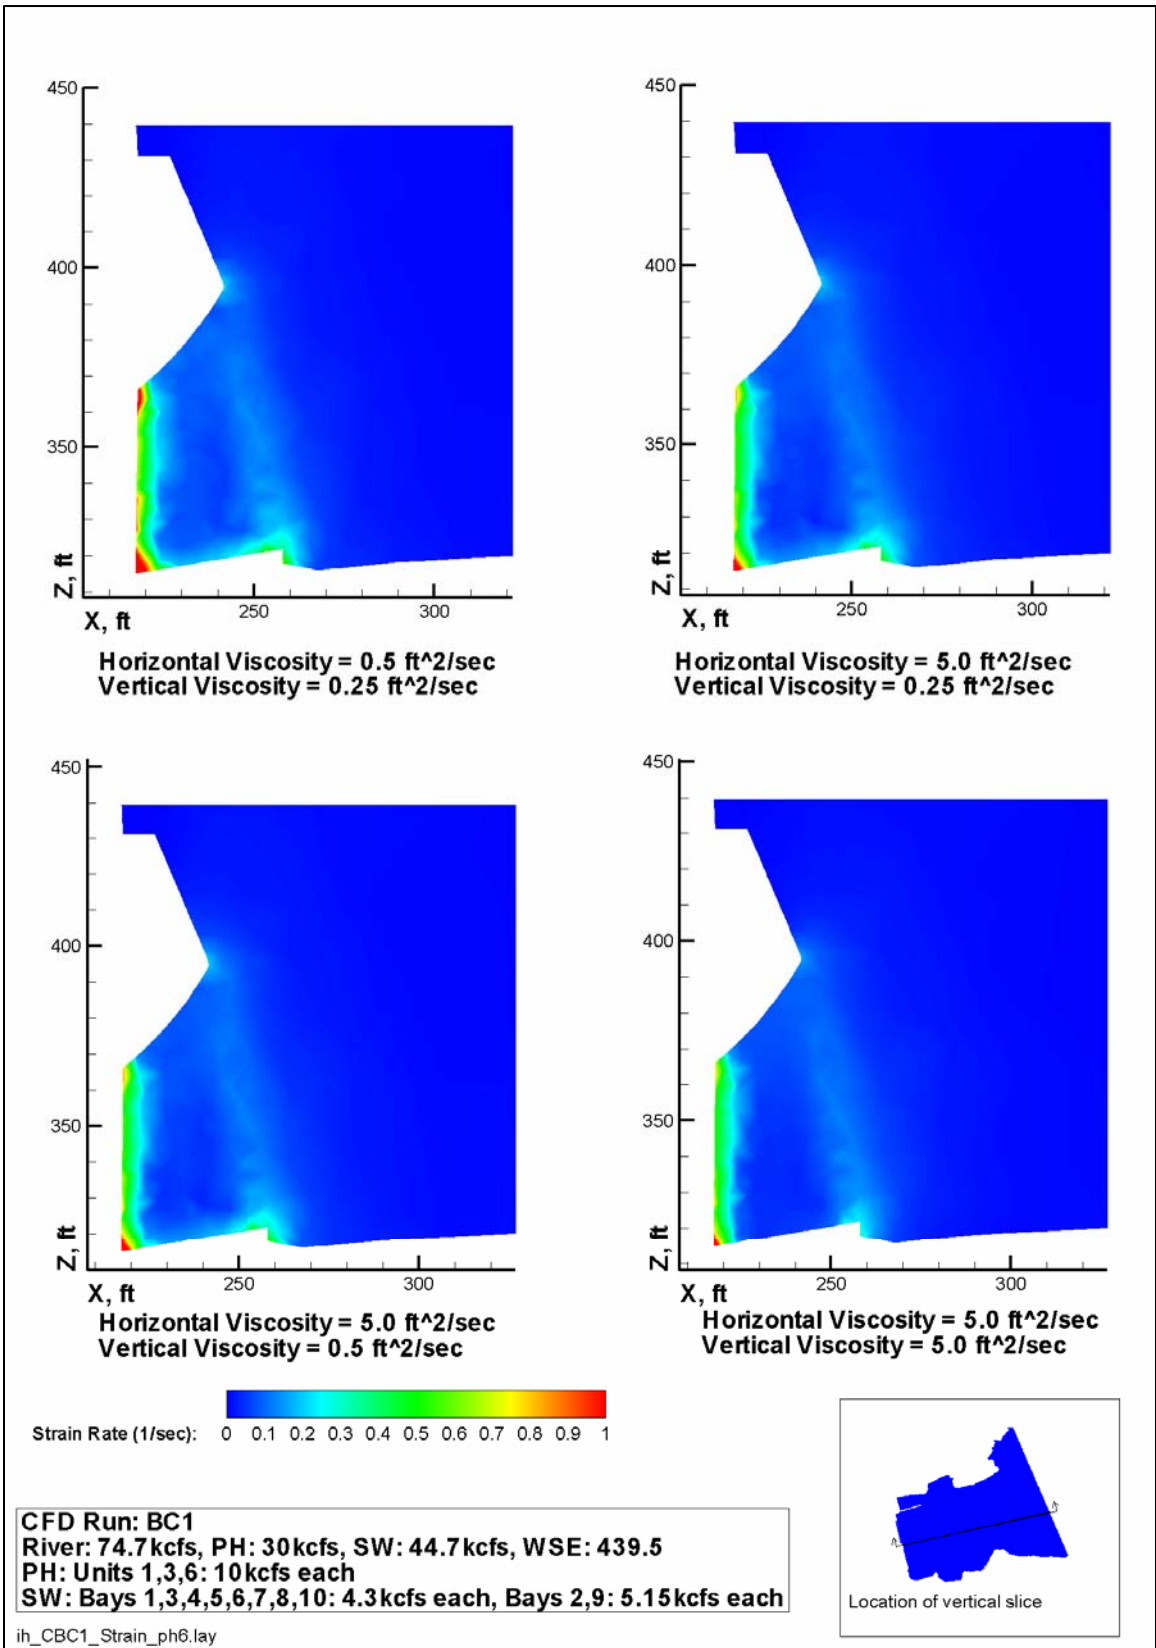 450
400
350
Z, ft
250
300
X, ft
Horizontal Viscosity = 0.5 ft^2/sec
Vertical Viscosity = 0.25 ft^2/sec
450
400
350
Z, ft
250
300
X, ft
Horizontal Viscosity = 5.0 ft^2/sec
Vertical Viscosity = 0.25 ft^2/sec
450
400
350
Z, ft
250
300
X, ft
Horizontal Viscosity = 5.0 ft^2/sec
Vertical Viscosity = 0.5 ft^2/sec
450
400
350
Z, ft
250
300
X, ft
Horizontal Viscosity = 5.0 ft^2/sec
Vertical Viscosity = 5.0 ft^2/sec
Strain Rate (1/sec): 0 0.1 0.2 0.3 0.4 0.5 0.6 0.7 0.8 0.9 1
CFD Run: BC1
River: 74.7kcfs, PH: 30kcfs, SW: 44.7kcfs, WSE: 439.5
PH: Units 1,3,6: 10kcfs each
SW: Bays 1,3,4,5,6,7,8,10: 4.3kcfs each, Bays 2,9: 5.15kcfs each
Location of vertical slice
ih_CBC1_Strain_ph6.lay